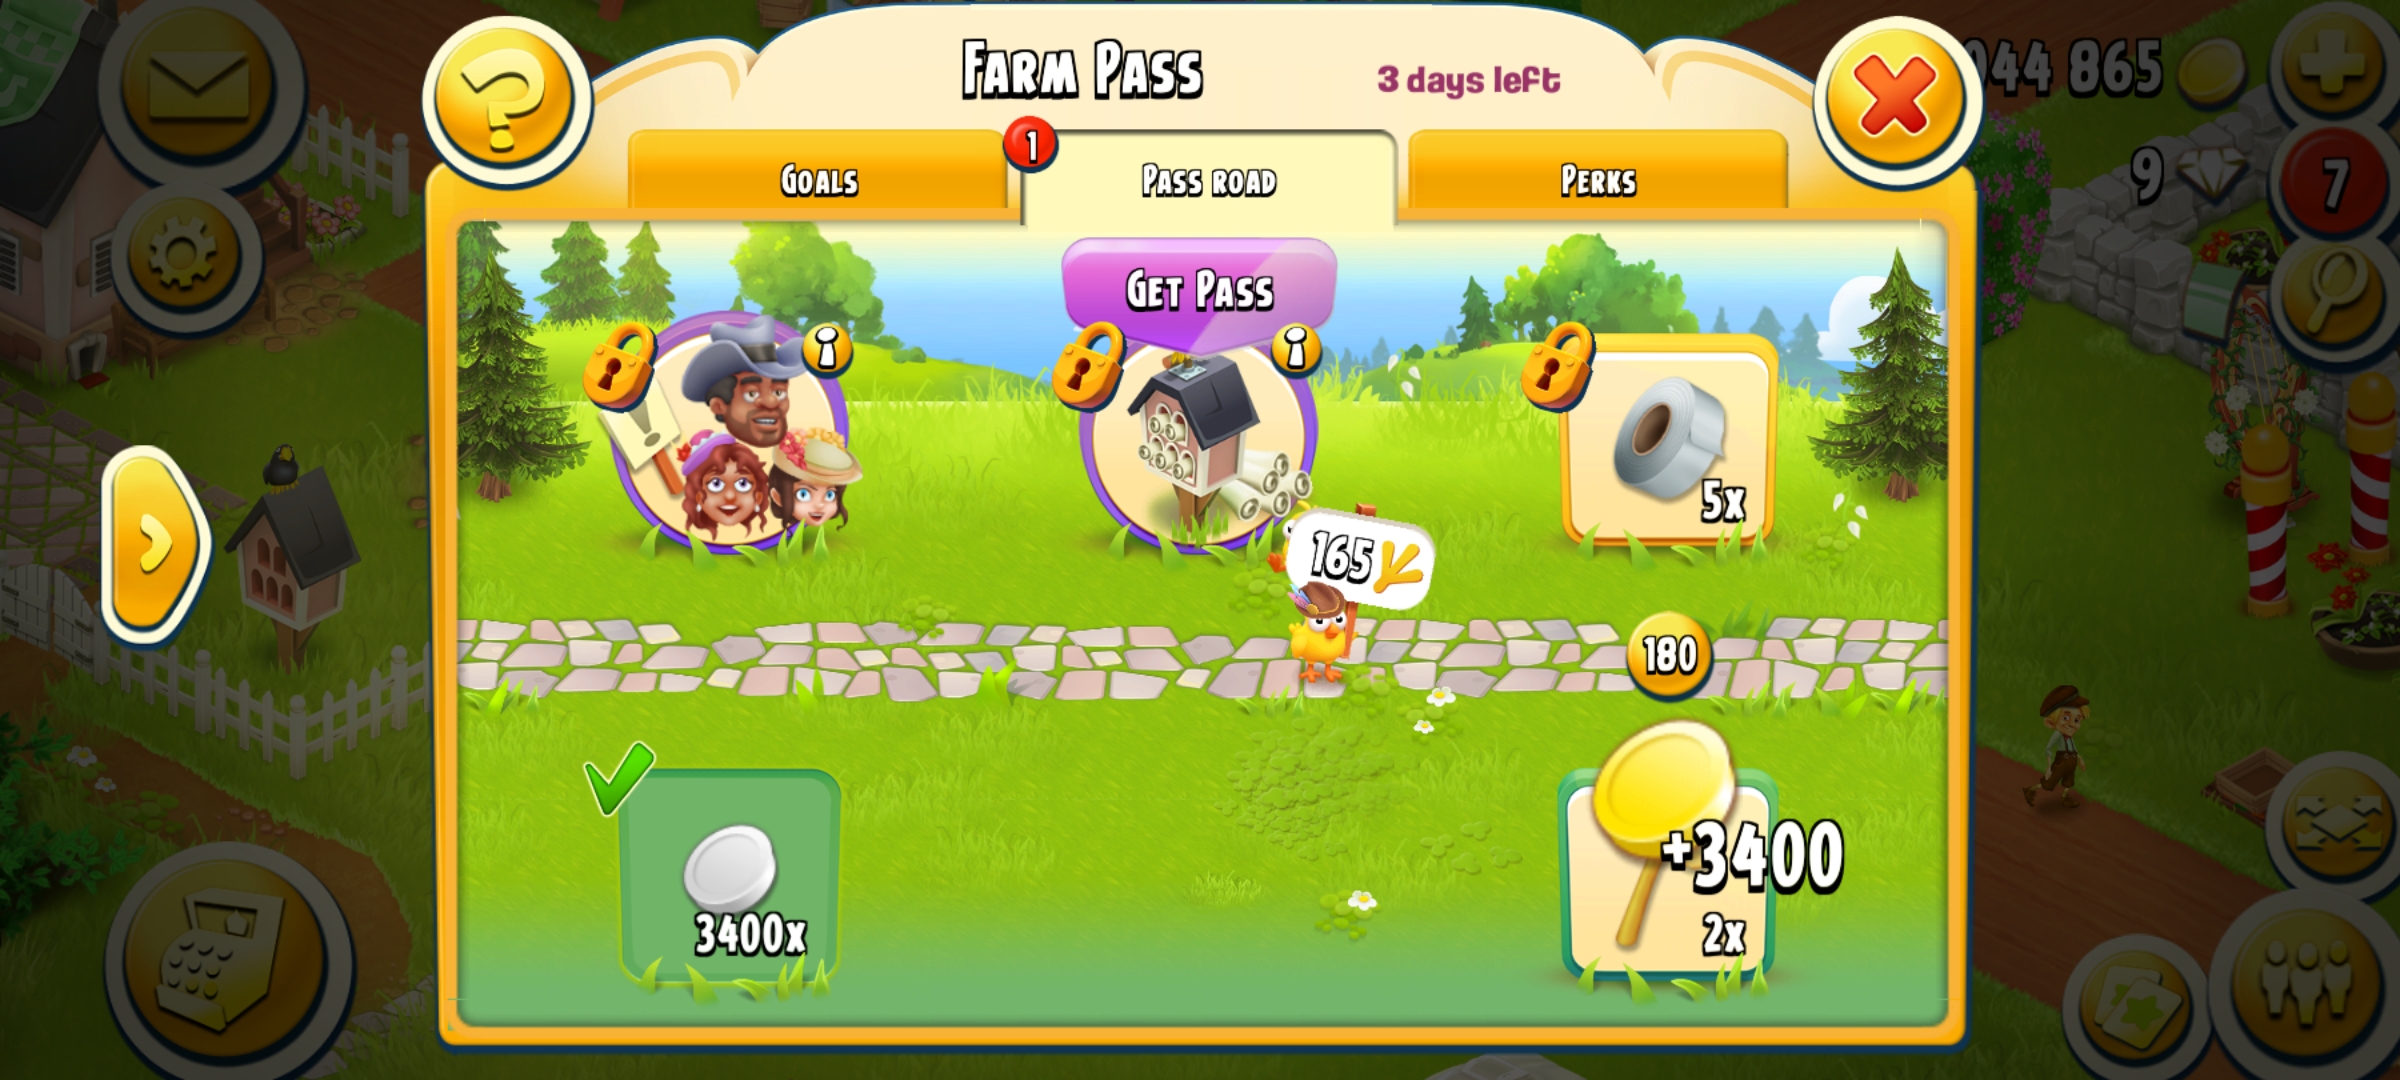 FARM PASS
3 days left
044 865
1
GOALS
PASS ROAD
PERKS
9
7
GET PASS
5x
165
180
+3400
3400x
2x